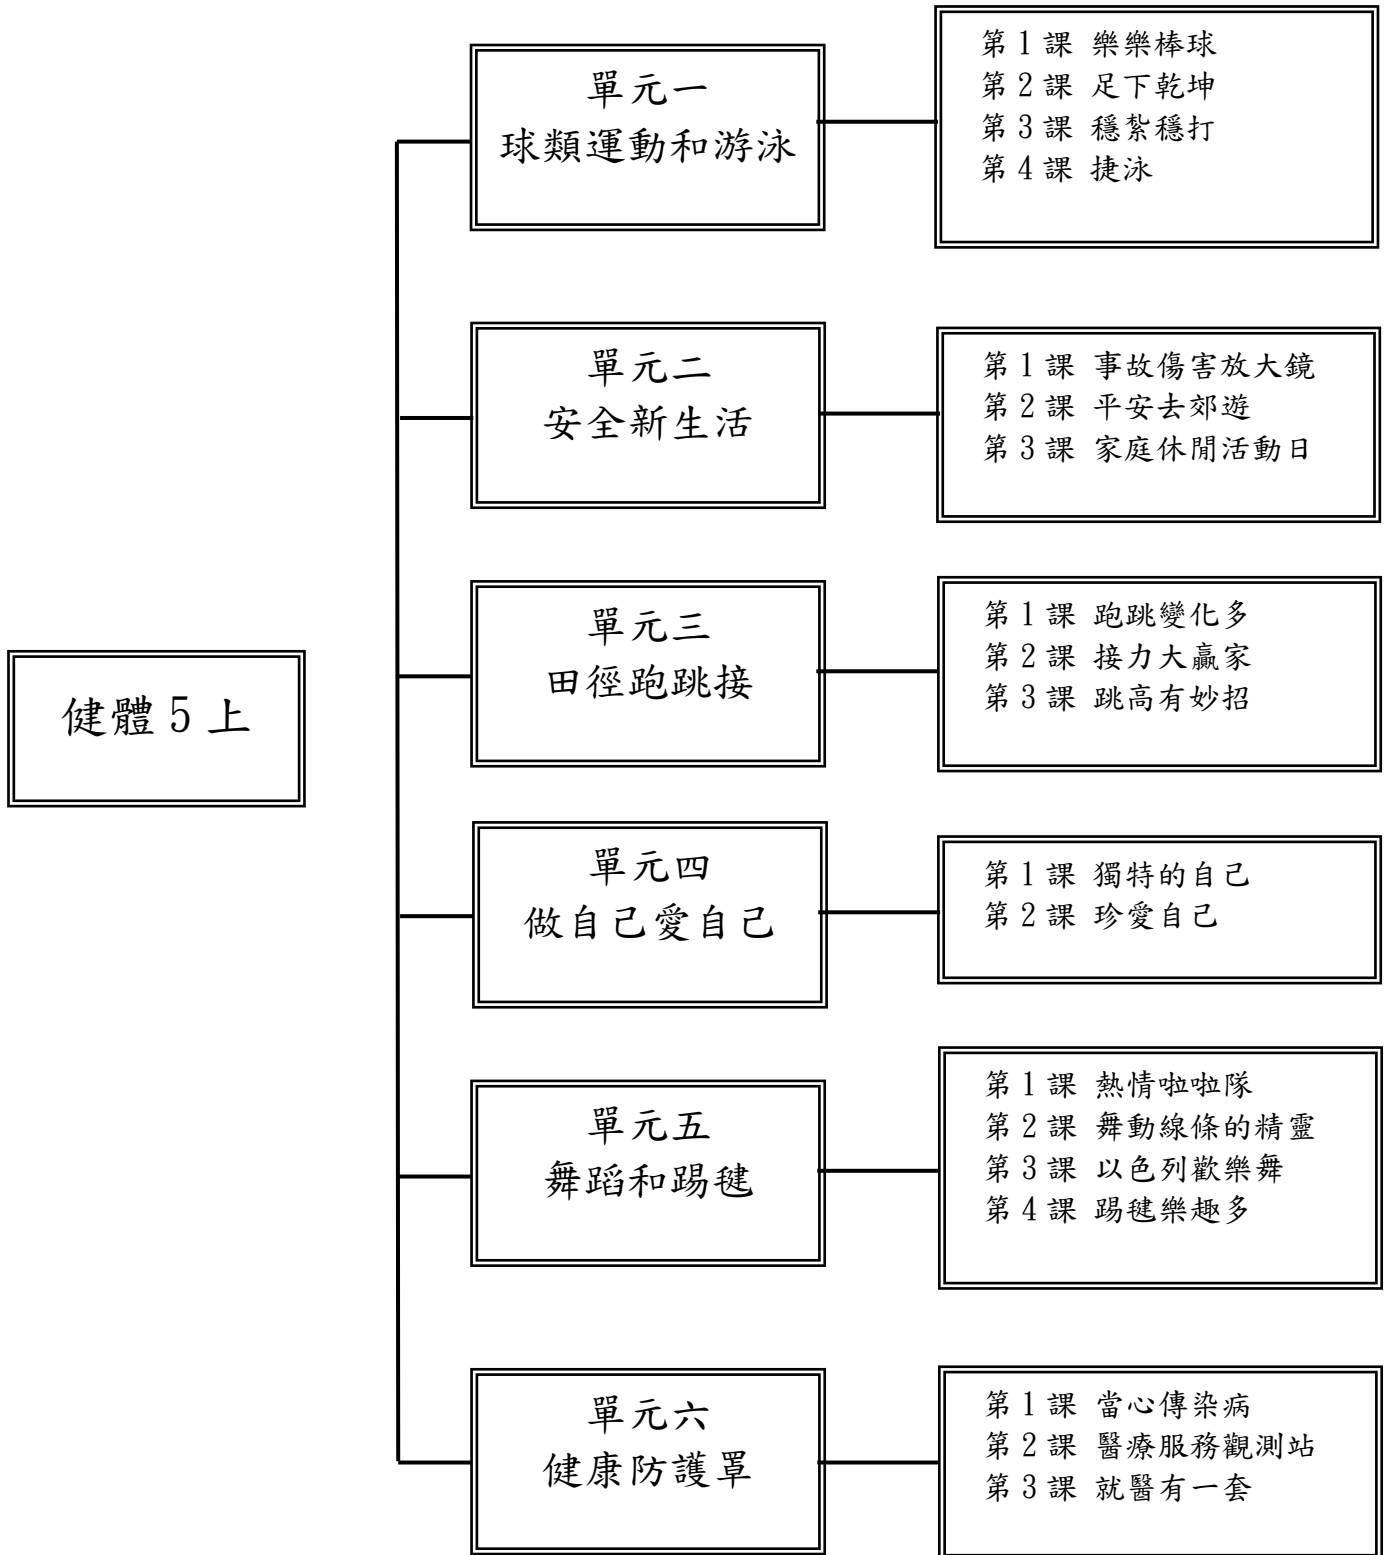 健體 5 上
單元一
球類運動和游泳
第 1 課 樂樂棒球
第 2 課 足下乾坤
第 3 課 穩紮穩打
第 4 課 捷泳
單元二
安全新生活
第 1 課 事故傷害放大鏡
第 2 課 平安去郊遊
第 3 課 家庭休閒活動日
單元三
田徑跑跳接
第 1 課 跑跳變化多
第 2 課 接力大贏家
第 3 課 跳高有妙招
單元四
做自己愛自己
第 1 課 獨特的自己
第 2 課 珍愛自己
單元五
舞蹈和踢毽
第 1 課 熱情啦啦隊
第 2 課 舞動線條的精靈
第 3 課 以色列歡樂舞
第 4 課 踢毽樂趣多
單元六
健康防護罩
第 1 課 當心傳染病
第 2 課 醫療服務觀測站
第 3 課 就醫有一套